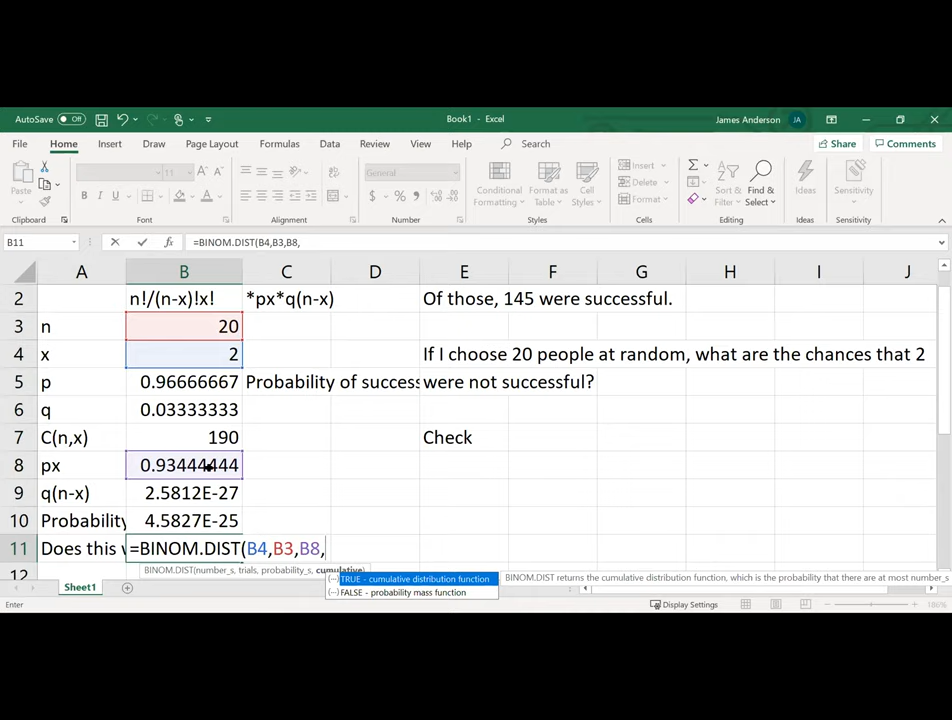 AutoSave Off Book1 - Excel James Anderson JA
File Home Insert Draw Page Layout Formulas Data Review View Help Search Share Comments
Paste
B I U
General
$ % ,
Conditional Formatting
Format as Table
Cell Styles
Insert
Delete
Format
Sort & Filter
Find & Select
Ideas
Sensitivity
Clipboard Font Alignment Number Styles Cells Editing Ideas Sensitivity
B11 fx =BINOM.DIST(B4,B3,B8,
A B C D E F G H I J
2 n!/(n-x)!x! *px*q(n-x) Of those, 145 were successful.
3 n 20
4 x 2 If I choose 20 people at random, what are the chances that 2
5 p 0.96666667 Probability of success were not successful?
6 q 0.03333333
7 C(n,x) 190 Check
8 px 0.93444444
9 q(n-x) 2.5812E-27
10 Probability 4.5827E-25
11 Does this =BINOM.DIST(B4,B3,B8,
12 BINOM.DIST(number_s, trials, probability_s, cumulative)
TRUE - cumulative distribution function BINOM.DIST returns the cumulative distribution function, which is the probability that there are at most number_s
FALSE - probability mass function
Sheet1
Enter Display Settings 186%